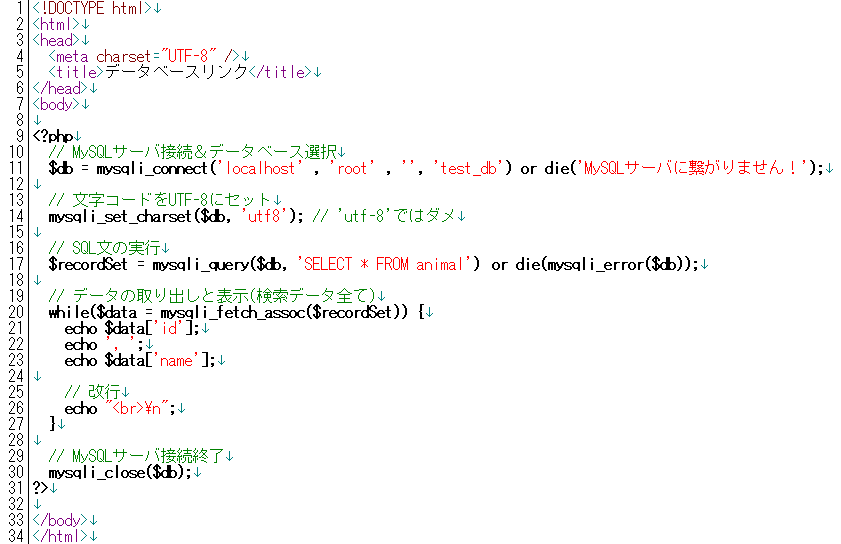 1 <!DOCTYPE html>↓
2 <html>↓
3 <head>↓
4   <meta charset="UTF-8" />↓
5   <title>データベースリンク</title>↓
6 </head>↓
7 <body>↓
8 ↓
9 <?php↓
10   // MySQLサーバ接続＆データベース選択↓
11   $db = mysqli_connect('localhost' , 'root' , '', 'test_db') or die('MySQLサーバに繋がりません！');↓
12 ↓
13   // 文字コードをUTF-8にセット↓
14   mysqli_set_charset($db, 'utf8'); // 'utf-8'ではダメ↓
15 ↓
16   // SQL文の実行↓
17   $recordSet = mysqli_query($db, 'SELECT * FROM animal') or die(mysqli_error($db));↓
18 ↓
19   // データの取り出しと表示(検索データ全て)↓
20   while($data = mysqli_fetch_assoc($recordSet)) {↓
21     echo $data['id'];↓
22     echo ', ';↓
23     echo $data['name'];↓
24 ↓
25     // 改行↓
26     echo "<br>¥n";↓
27   }↓
28 ↓
29   // MySQLサーバ接続終了↓
30   mysqli_close($db);↓
31 ?>↓
32 ↓
33 </body>↓
34 </html>↓